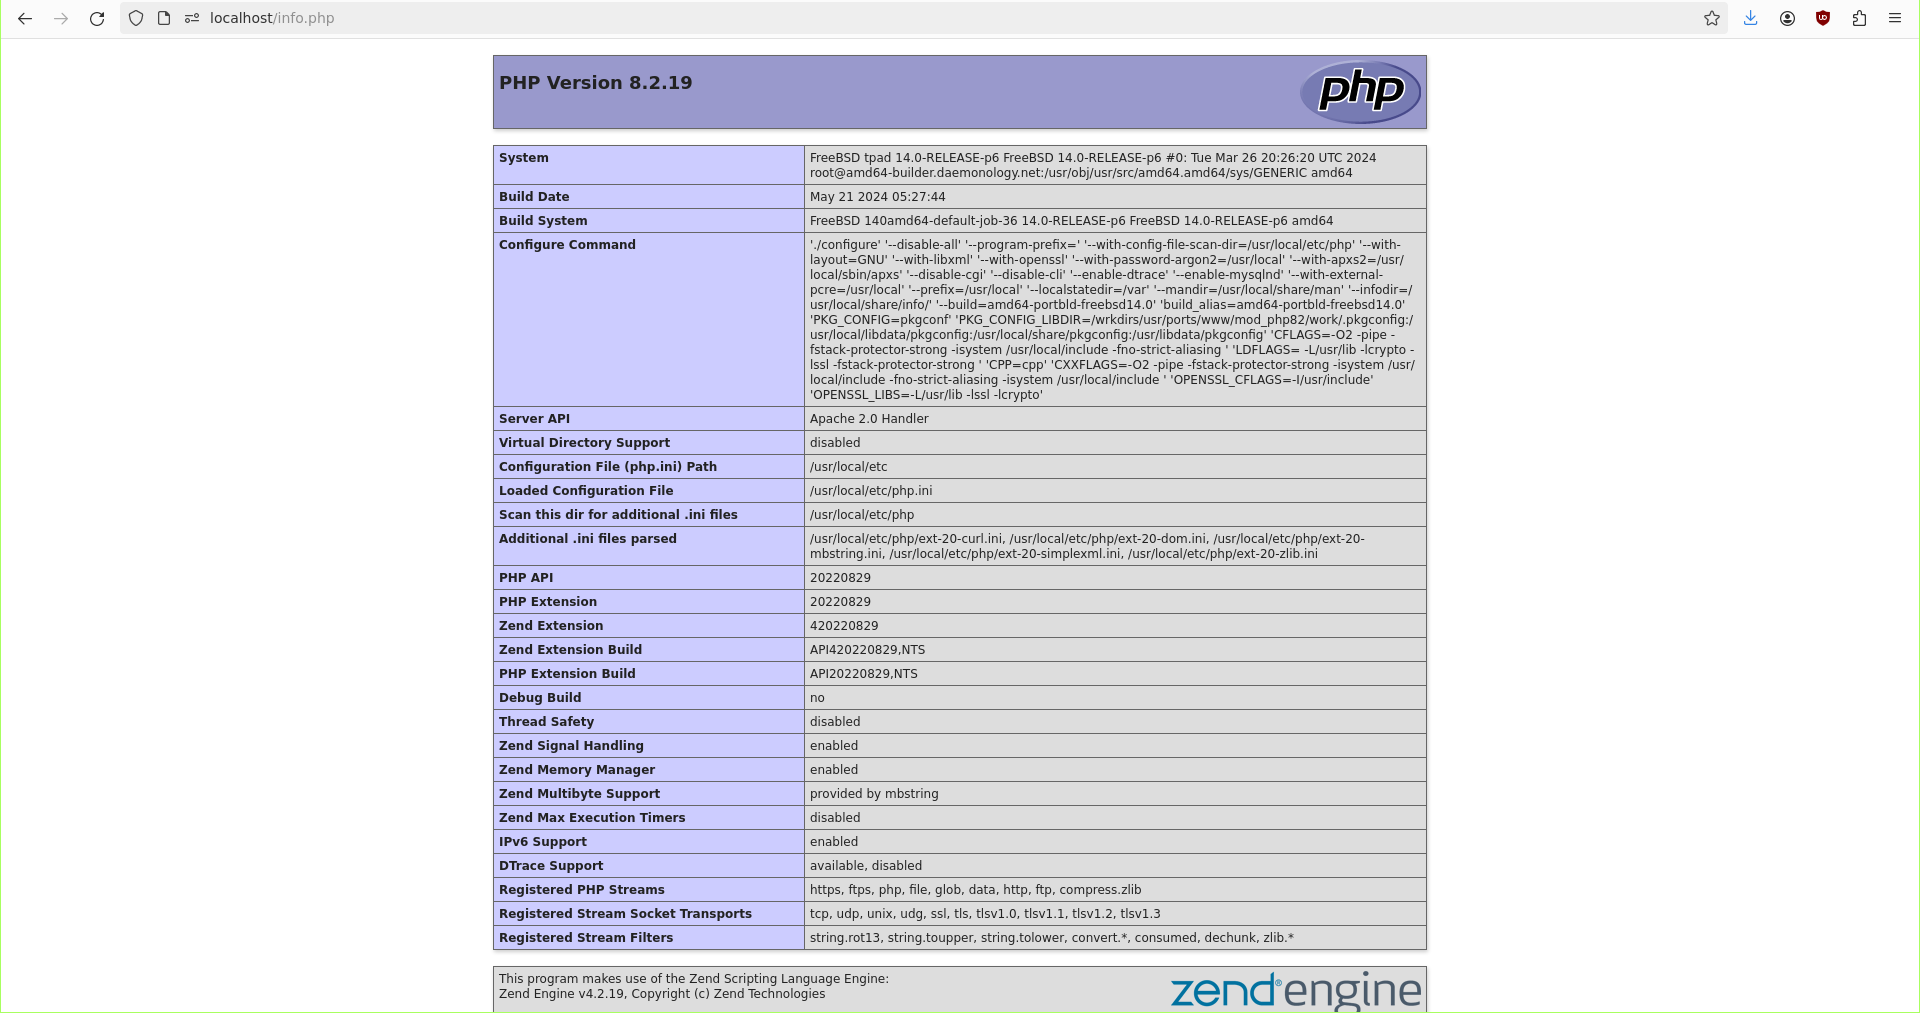 localhost/info.php
PHP Version 8.2.19
php
System
FreeBSD tpad 14.0-RELEASE-p6 FreeBSD 14.0-RELEASE-p6 #0: Tue Mar 26 20:26:20 UTC 2024
root@amd64-builder.daemonology.net:/usr/obj/usr/src/amd64.amd64/sys/GENERIC amd64
Build Date
May 21 2024 05:27:44
Build System
FreeBSD 140amd64-default-job-36 14.0-RELEASE-p6 FreeBSD 14.0-RELEASE-p6 amd64
Configure Command
'./configure' '--disable-all' '--program-prefix=' '--with-config-file-scan-dir=/usr/local/etc/php' '--with-
layout=GNU' '--with-libxml' '--with-openssl' '--with-password-argon2=/usr/local' '--with-apxs2=/usr/
local/sbin/apxs' '--disable-cgi' '--disable-cli' '--enable-dtrace' '--enable-mysqlnd' '--with-external-
pcre=/usr/local' '--prefix=/usr/local' '--localstatedir=/var' '--mandir=/usr/local/share/man' '--infodir=/
usr/local/share/info/' '--build=amd64-portbld-freebsd14.0' 'build_alias=amd64-portbld-freebsd14.0'
'PKG_CONFIG=pkgconf' 'PKG_CONFIG_LIBDIR=/wrkdirs/usr/ports/www/mod_php82/work/.pkgconfig:/
usr/local/libdata/pkgconfig:/usr/local/share/pkgconfig:/usr/libdata/pkgconfig' 'CFLAGS=-O2 -pipe -
fstack-protector-strong -isystem /usr/local/include -fno-strict-aliasing ' 'LDFLAGS= -L/usr/lib -lcrypto -
lssl -fstack-protector-strong ' 'CPP=cpp' 'CXXFLAGS=-O2 -pipe -fstack-protector-strong -isystem /usr/
local/include -fno-strict-aliasing -isystem /usr/local/include ' 'OPENSSL_CFLAGS=-I/usr/include'
'OPENSSL_LIBS=-L/usr/lib -lssl -lcrypto'
Server API
Apache 2.0 Handler
Virtual Directory Support
disabled
Configuration File (php.ini) Path
/usr/local/etc
Loaded Configuration File
/usr/local/etc/php.ini
Scan this dir for additional .ini files
/usr/local/etc/php
Additional .ini files parsed
/usr/local/etc/php/ext-20-curl.ini, /usr/local/etc/php/ext-20-dom.ini, /usr/local/etc/php/ext-20-
mbstring.ini, /usr/local/etc/php/ext-20-simplexml.ini, /usr/local/etc/php/ext-20-zlib.ini
PHP API
20220829
PHP Extension
20220829
Zend Extension
420220829
Zend Extension Build
API420220829,NTS
PHP Extension Build
API20220829,NTS
Debug Build
no
Thread Safety
disabled
Zend Signal Handling
enabled
Zend Memory Manager
enabled
Zend Multibyte Support
provided by mbstring
Zend Max Execution Timers
disabled
IPv6 Support
enabled
DTrace Support
available, disabled
Registered PHP Streams
https, ftps, php, file, glob, data, http, ftp, compress.zlib
Registered Stream Socket Transports
tcp, udp, unix, udg, ssl, tls, tlsv1.0, tlsv1.1, tlsv1.2, tlsv1.3
Registered Stream Filters
string.rot13, string.toupper, string.tolower, convert.*, consumed, dechunk, zlib.*
This program makes use of the Zend Scripting Language Engine:
Zend Engine v4.2.19, Copyright (c) Zend Technologies
zend®engine